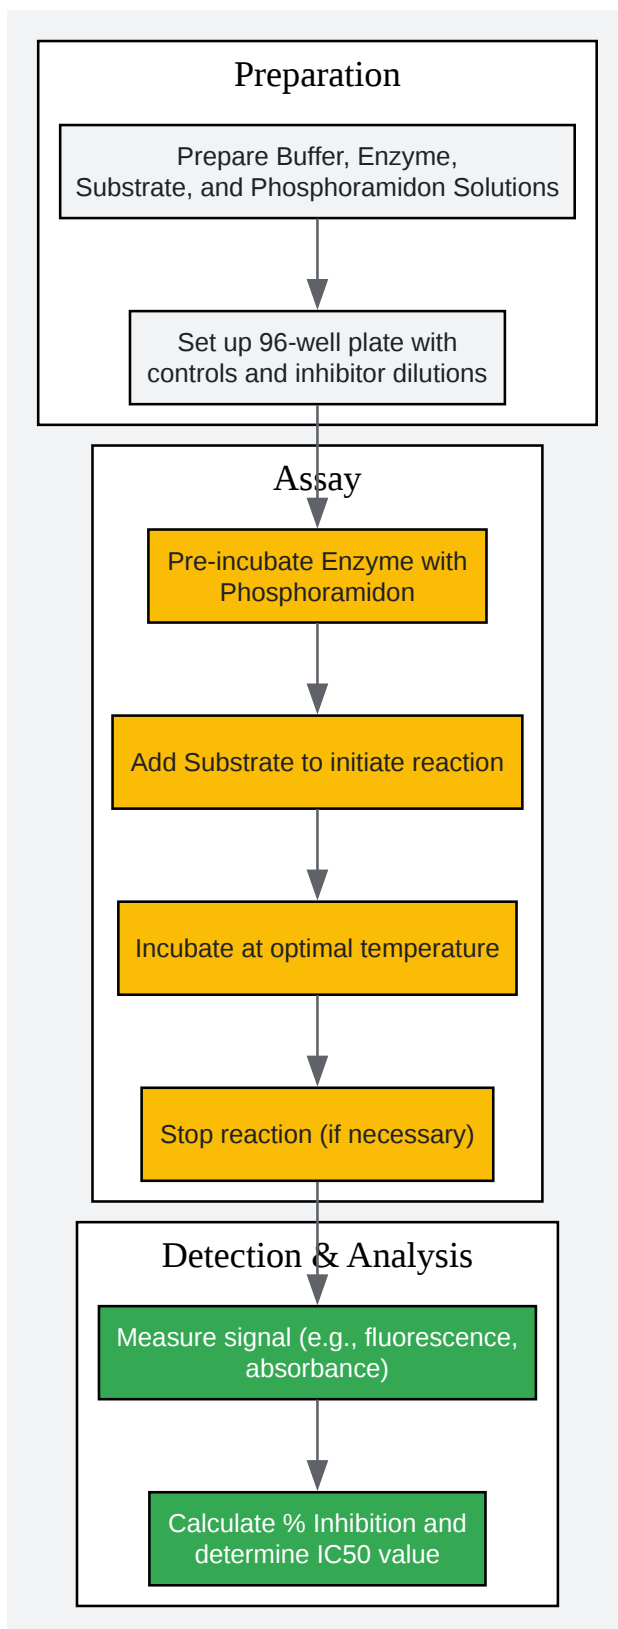 Preparation
Prepare Buffer, Enzyme,
Substrate, and Phosphoramidon Solutions
Set up 96-well plate with
controls and inhibitor dilutions
Assay
Pre-incubate Enzyme with
Phosphoramidon
Add Substrate to initiate reaction
Incubate at optimal temperature
Stop reaction (if necessary)
Detection & Analysis
Measure signal (e.g., fluorescence,
absorbance)
Calculate % Inhibition and
determine IC50 value